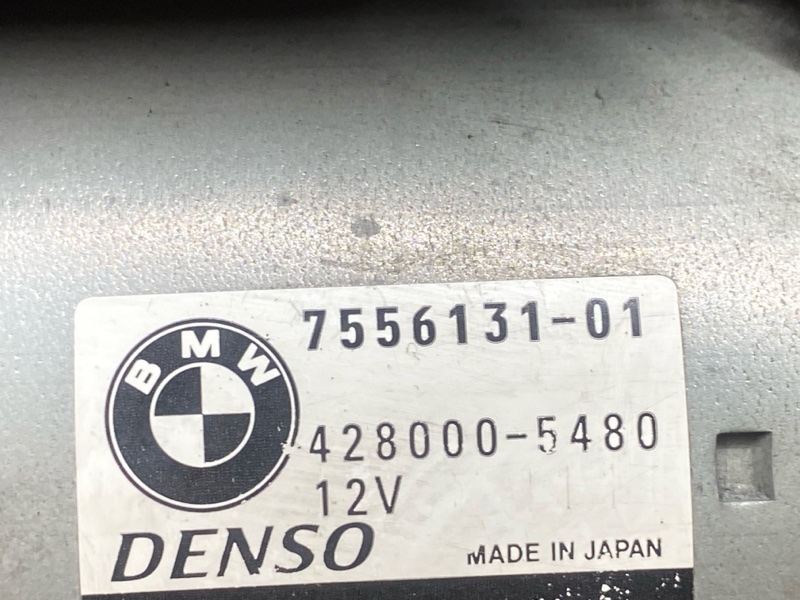 BMW
7556131-01
428000-5480
12V
DENSO
MADE IN JAPAN